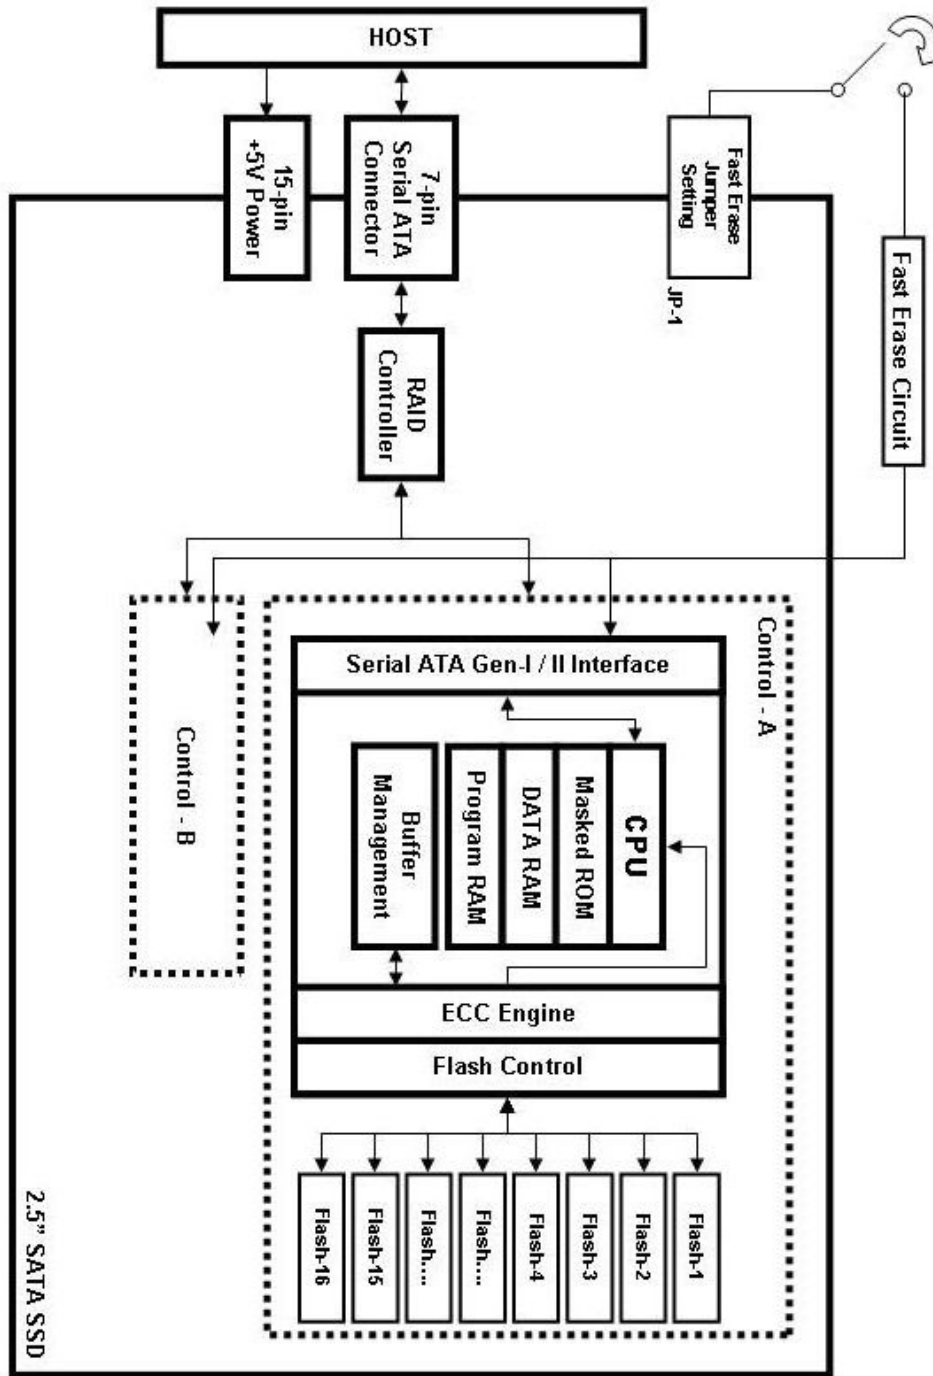 HOST
15-pin
+5V Power
7-pin
Serial ATA
Connector
Fast Erase
Jumper
Setting
JP-1
Fast Erase Circuit
RAID
Controller
Control - A
Control - B
Serial ATA Gen-I / II Interface
Buffer
Management
Program RAM
DATA RAM
Masked ROM
CPU
ECC Engine
Flash Control
Flash-16
Flash-15
Flash....
Flash....
Flash-4
Flash-3
Flash-2
Flash-1
2.5” SATA SSD